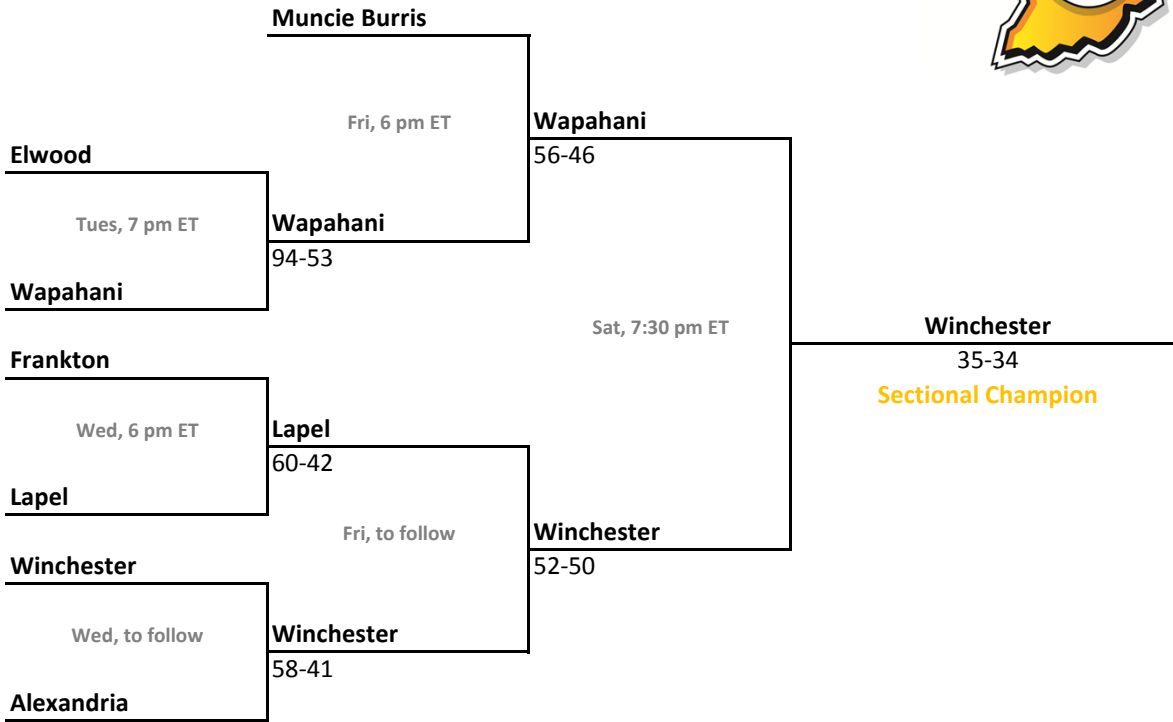 Muncie Burris
Fri, 6 pm ET
Wapahani
56-46
Elwood
Tues, 7 pm ET
Wapahani
94-53
Wapahani
Sat, 7:30 pm ET
Winchester
35-34
Sectional Champion
Frankton
Wed, 6 pm ET
Lapel
60-42
Lapel
Fri, to follow
Winchester
52-50
Winchester
Wed, to follow
Winchester
58-41
Alexandria